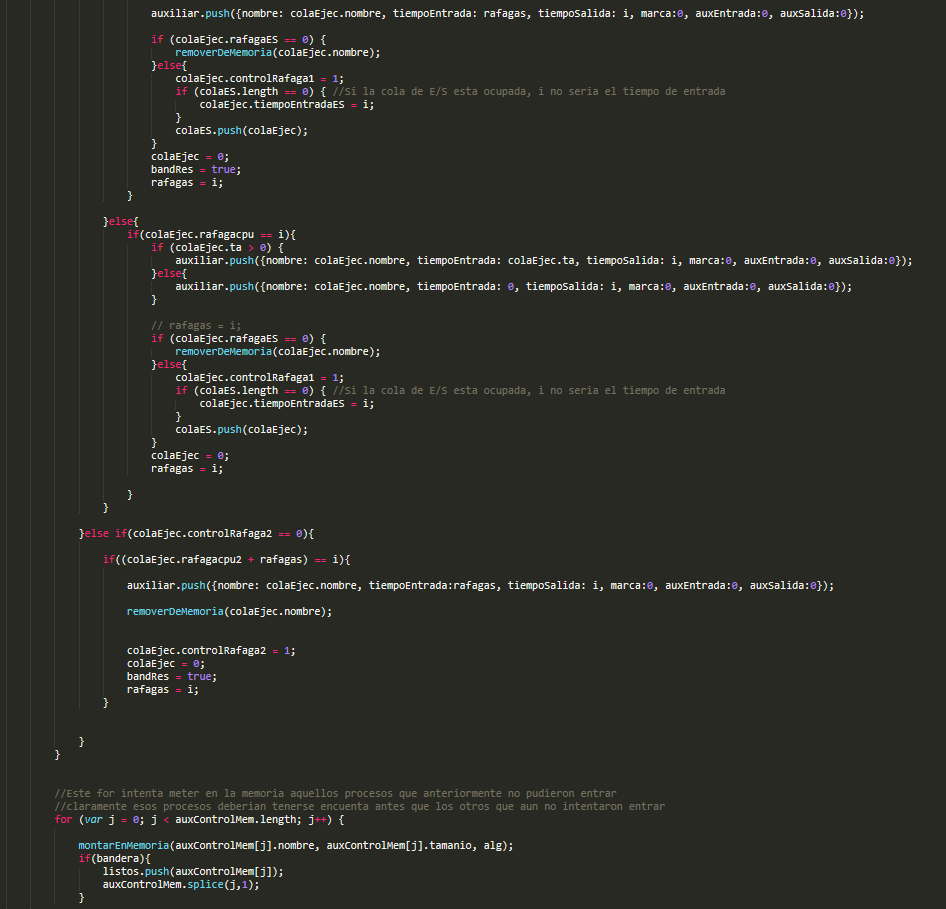 auxiliar.push({nombre: colaEjec.nombre, tiempoEntrada: rafagas, tiempoSalida: i, marca:0, auxEntrada:0, auxSalida:0});
if (colaEjec.rafagaES == 0) {
removerDeMemoria(colaEjec.nombre);
}else{
colaEjec.controlRafaga1 = 1;
if (colaES.length == 0) { //Si la cola de E/S esta ocupada, i no seria el tiempo de entrada
colaEjec.tiempoEntradaES = i;
}
colaES.push(colaEjec);
}
colaEjec = 0;
bandRes = true;
rafagas = i;
}
}else{
if(colaEjec.rafagacpu == i){
if (colaEjec.ta > 0) {
auxiliar.push({nombre: colaEjec.nombre, tiempoEntrada: colaEjec.ta, tiempoSalida: i, marca:0, auxEntrada:0, auxSalida:0});
}else{
auxiliar.push({nombre: colaEjec.nombre, tiempoEntrada: 0, tiempoSalida: i, marca:0, auxEntrada:0, auxSalida:0});
}
// rafagas = i;
if (colaEjec.rafagaES == 0) {
removerDeMemoria(colaEjec.nombre);
}else{
colaEjec.controlRafaga1 = 1;
if (colaES.length == 0) { //Si la cola de E/S esta ocupada, i no seria el tiempo de entrada
colaEjec.tiempoEntradaES = i;
}
colaES.push(colaEjec);
}
colaEjec = 0;
rafagas = i;
}
}
}else if(colaEjec.controlRafaga2 == 0){
if((colaEjec.rafagacpu2 + rafagas) == i){
auxiliar.push({nombre: colaEjec.nombre, tiempoEntrada:rafagas, tiempoSalida: i, marca:0, auxEntrada:0, auxSalida:0});
removerDeMemoria(colaEjec.nombre);
colaEjec.controlRafaga2 = 1;
colaEjec = 0;
bandRes = true;
rafagas = i;
}
}
}
//Este for intenta meter en la memoria aquellos procesos que anteriormente no pudieron entrar
//claramente esos procesos deberian tenerse encuenta antes que los otros que aun no intentaron entrar
for (var j = 0; j < auxControlMem.length; j++) {
montarEnMemoria(auxControlMem[j].nombre, auxControlMem[j].tamanio, alg);
if(bandera){
listos.push(auxControlMem[j]);
auxControlMem.splice(j,1);
}